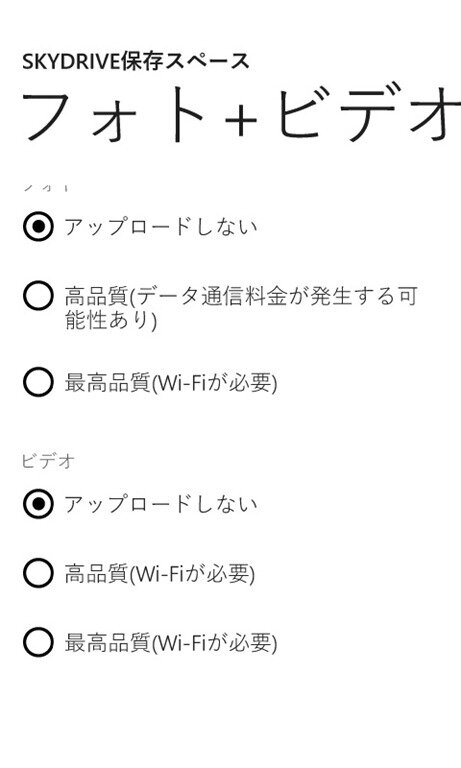 SKYDRIVE保存スペース
フォト+ビデオ
フォト
アップロードしない
高品質(データ通信料金が発生する可
能性あり)
最高品質(Wi-Fiが必要)
ビデオ
アップロードしない
高品質(Wi-Fiが必要)
最高品質(Wi-Fiが必要)